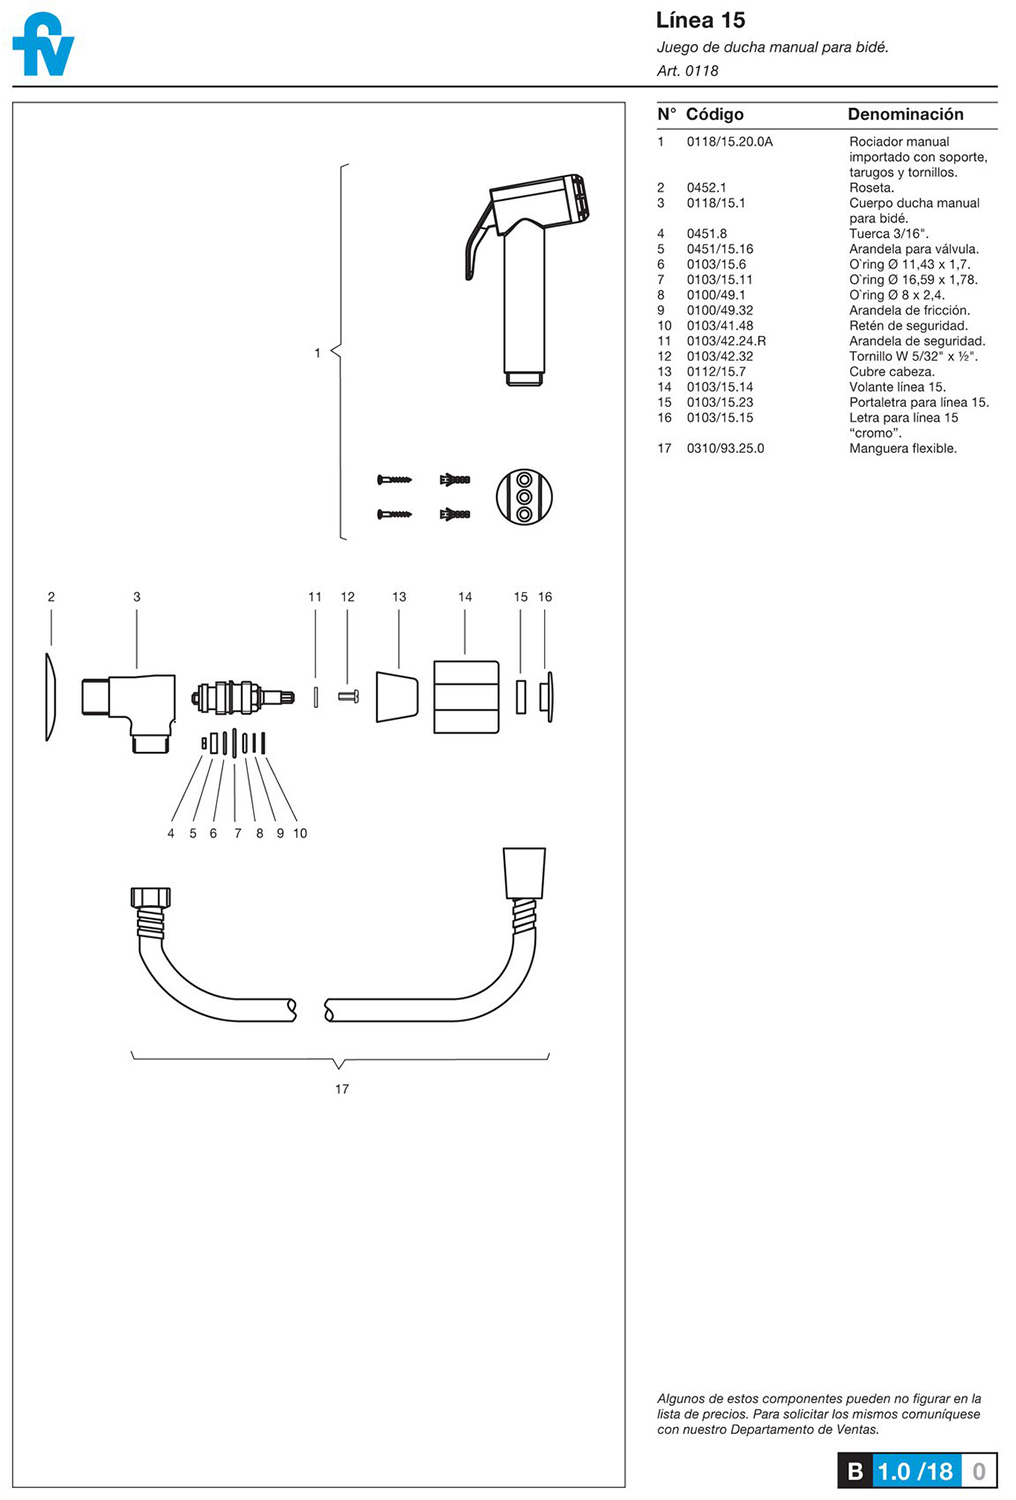 fv
Línea 15
Juego de ducha manual para bidé.
Art. 0118
N° Código Denominación
1 0118/15.20.0A Rociador manual
importado con soporte,
tarugos y tornillos.
2 0452.1 Roseta.
3 0118/15.1 Cuerpo ducha manual
para bidé.
4 0451.8 Tuerca 3/16".
5 0451/15.16 Arandela para válvula.
6 0103/15.6 O`ring Ø 11,43 x 1,7.
7 0103/15.11 O`ring Ø 16,59 x 1,78.
8 0100/49.1 O`ring Ø 8 x 2,4.
9 0100/49.32 Arandela de fricción.
10 0103/41.48 Retén de seguridad.
11 0103/42.24.R Arandela de seguridad.
12 0103/42.32 Tornillo W 5/32" x ½".
13 0112/15.7 Cubre cabeza.
14 0103/15.14 Volante línea 15.
15 0103/15.23 Portaletra para línea 15.
16 0103/15.15 Letra para línea 15
“cromo”.
17 0310/93.25.0 Manguera flexible.
1
2 3 11 12 13 14 15 16
4 5 6 7 8 9 10
17
Algunos de estos componentes pueden no figurar en la
lista de precios. Para solicitar los mismos comuníquese
con nuestro Departamento de Ventas.
B 1.0 /18 0